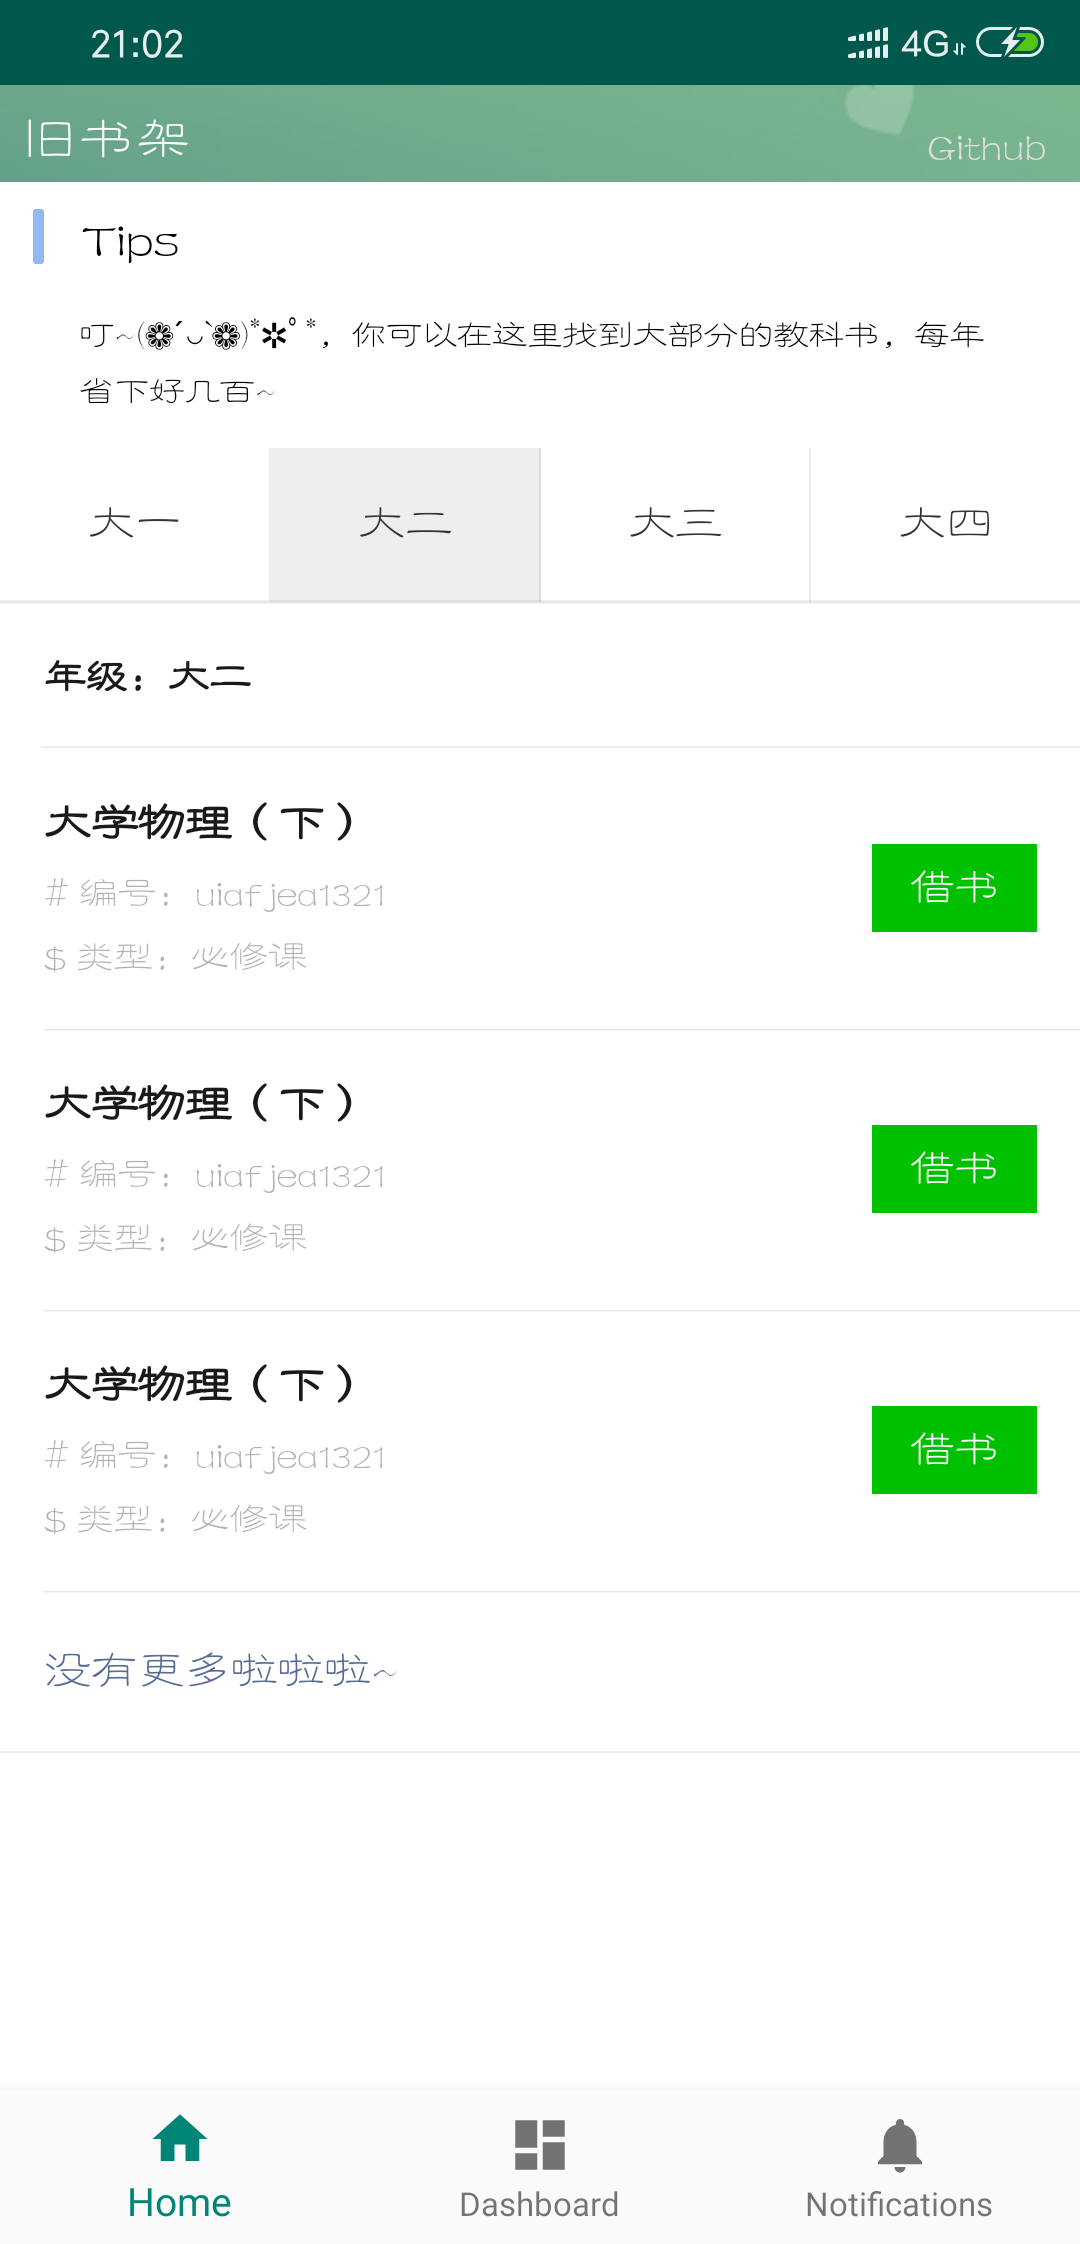 21:02 4G
旧书架 Github
Tips
叮~(❁´◡`❁)*✲ﾟ*，你可以在这里找到大部分的教科书，每年
省下好几百~
大一 大二 大三 大四
年级：大二
大学物理（下）
# 编号：uiafjea1321
借书
$ 类型：必修课
大学物理（下）
# 编号：uiafjea1321
借书
$ 类型：必修课
大学物理（下）
# 编号：uiafjea1321
借书
$ 类型：必修课
没有更多啦啦啦~
Home Dashboard Notifications